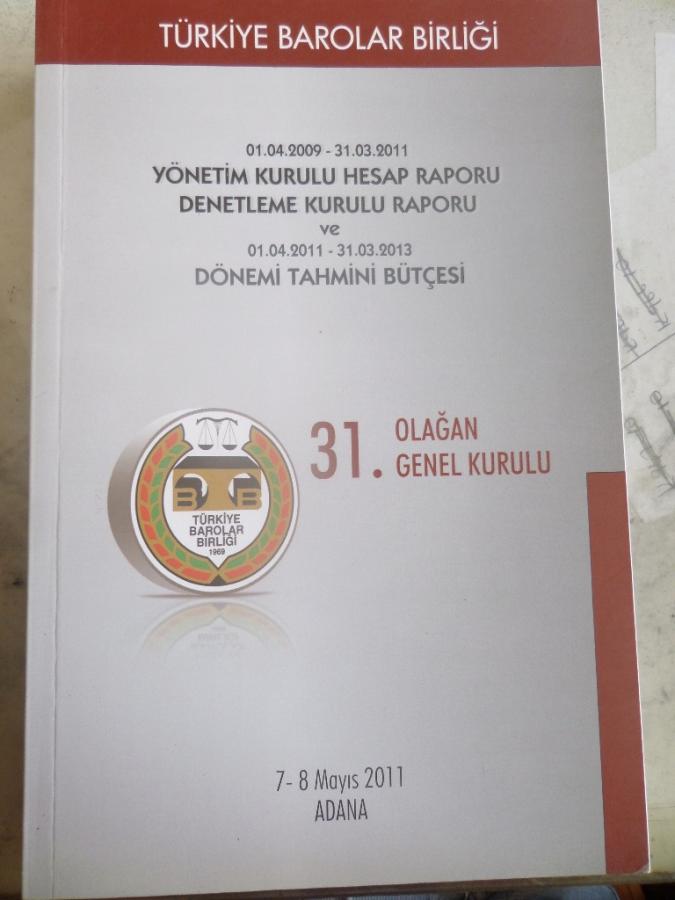 TÜRKİYE BAROLAR BİRLİĞİ
01.04.2009 - 31.03.2011
YÖNETİM KURULU HESAP RAPORU
DENETLEME KURULU RAPORU
ve
01.04.2011 - 31.03.2013
DÖNEMİ TAHMİNİ BÜTÇESİ
31. OLAĞAN
GENEL KURULU
B B
TÜRKİYE
BAROLAR
BİRLİĞİ
1969
7- 8 Mayıs 2011
ADANA